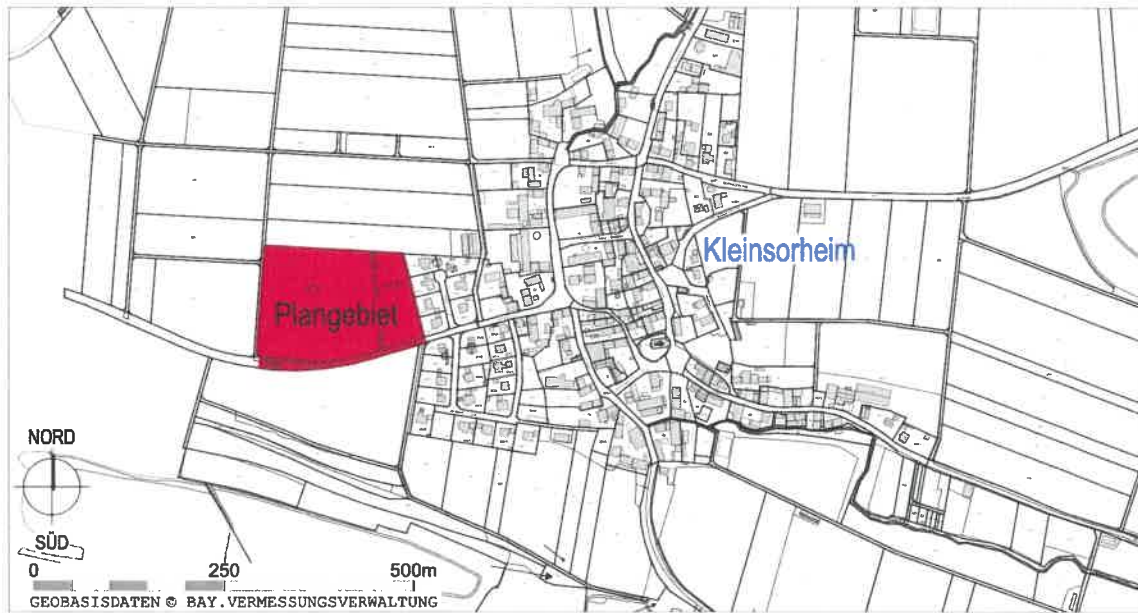 Kleinsorheim
Plangebiet
NORD
SÜD
0 250 500m
GEOBASISDATEN © BAY.VERMESSUNGSVERWALTUNG